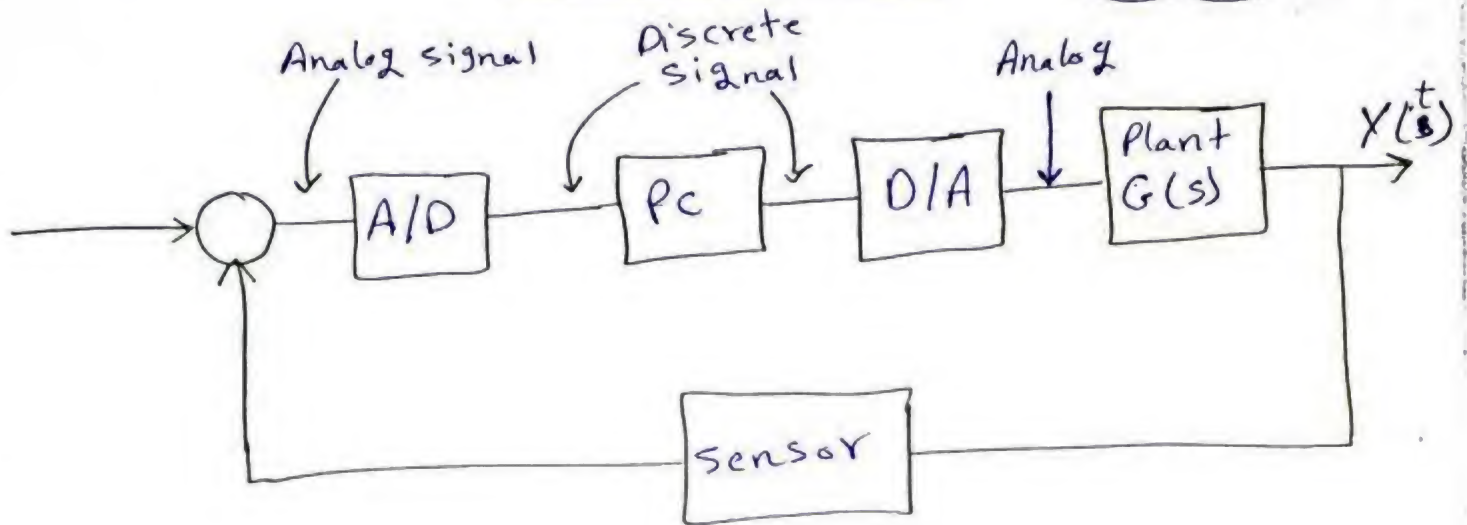 Analog signal
Discrete
signal
Analog
A/D
PC
D/A
Plant
G(s)
Y(t)
sensor